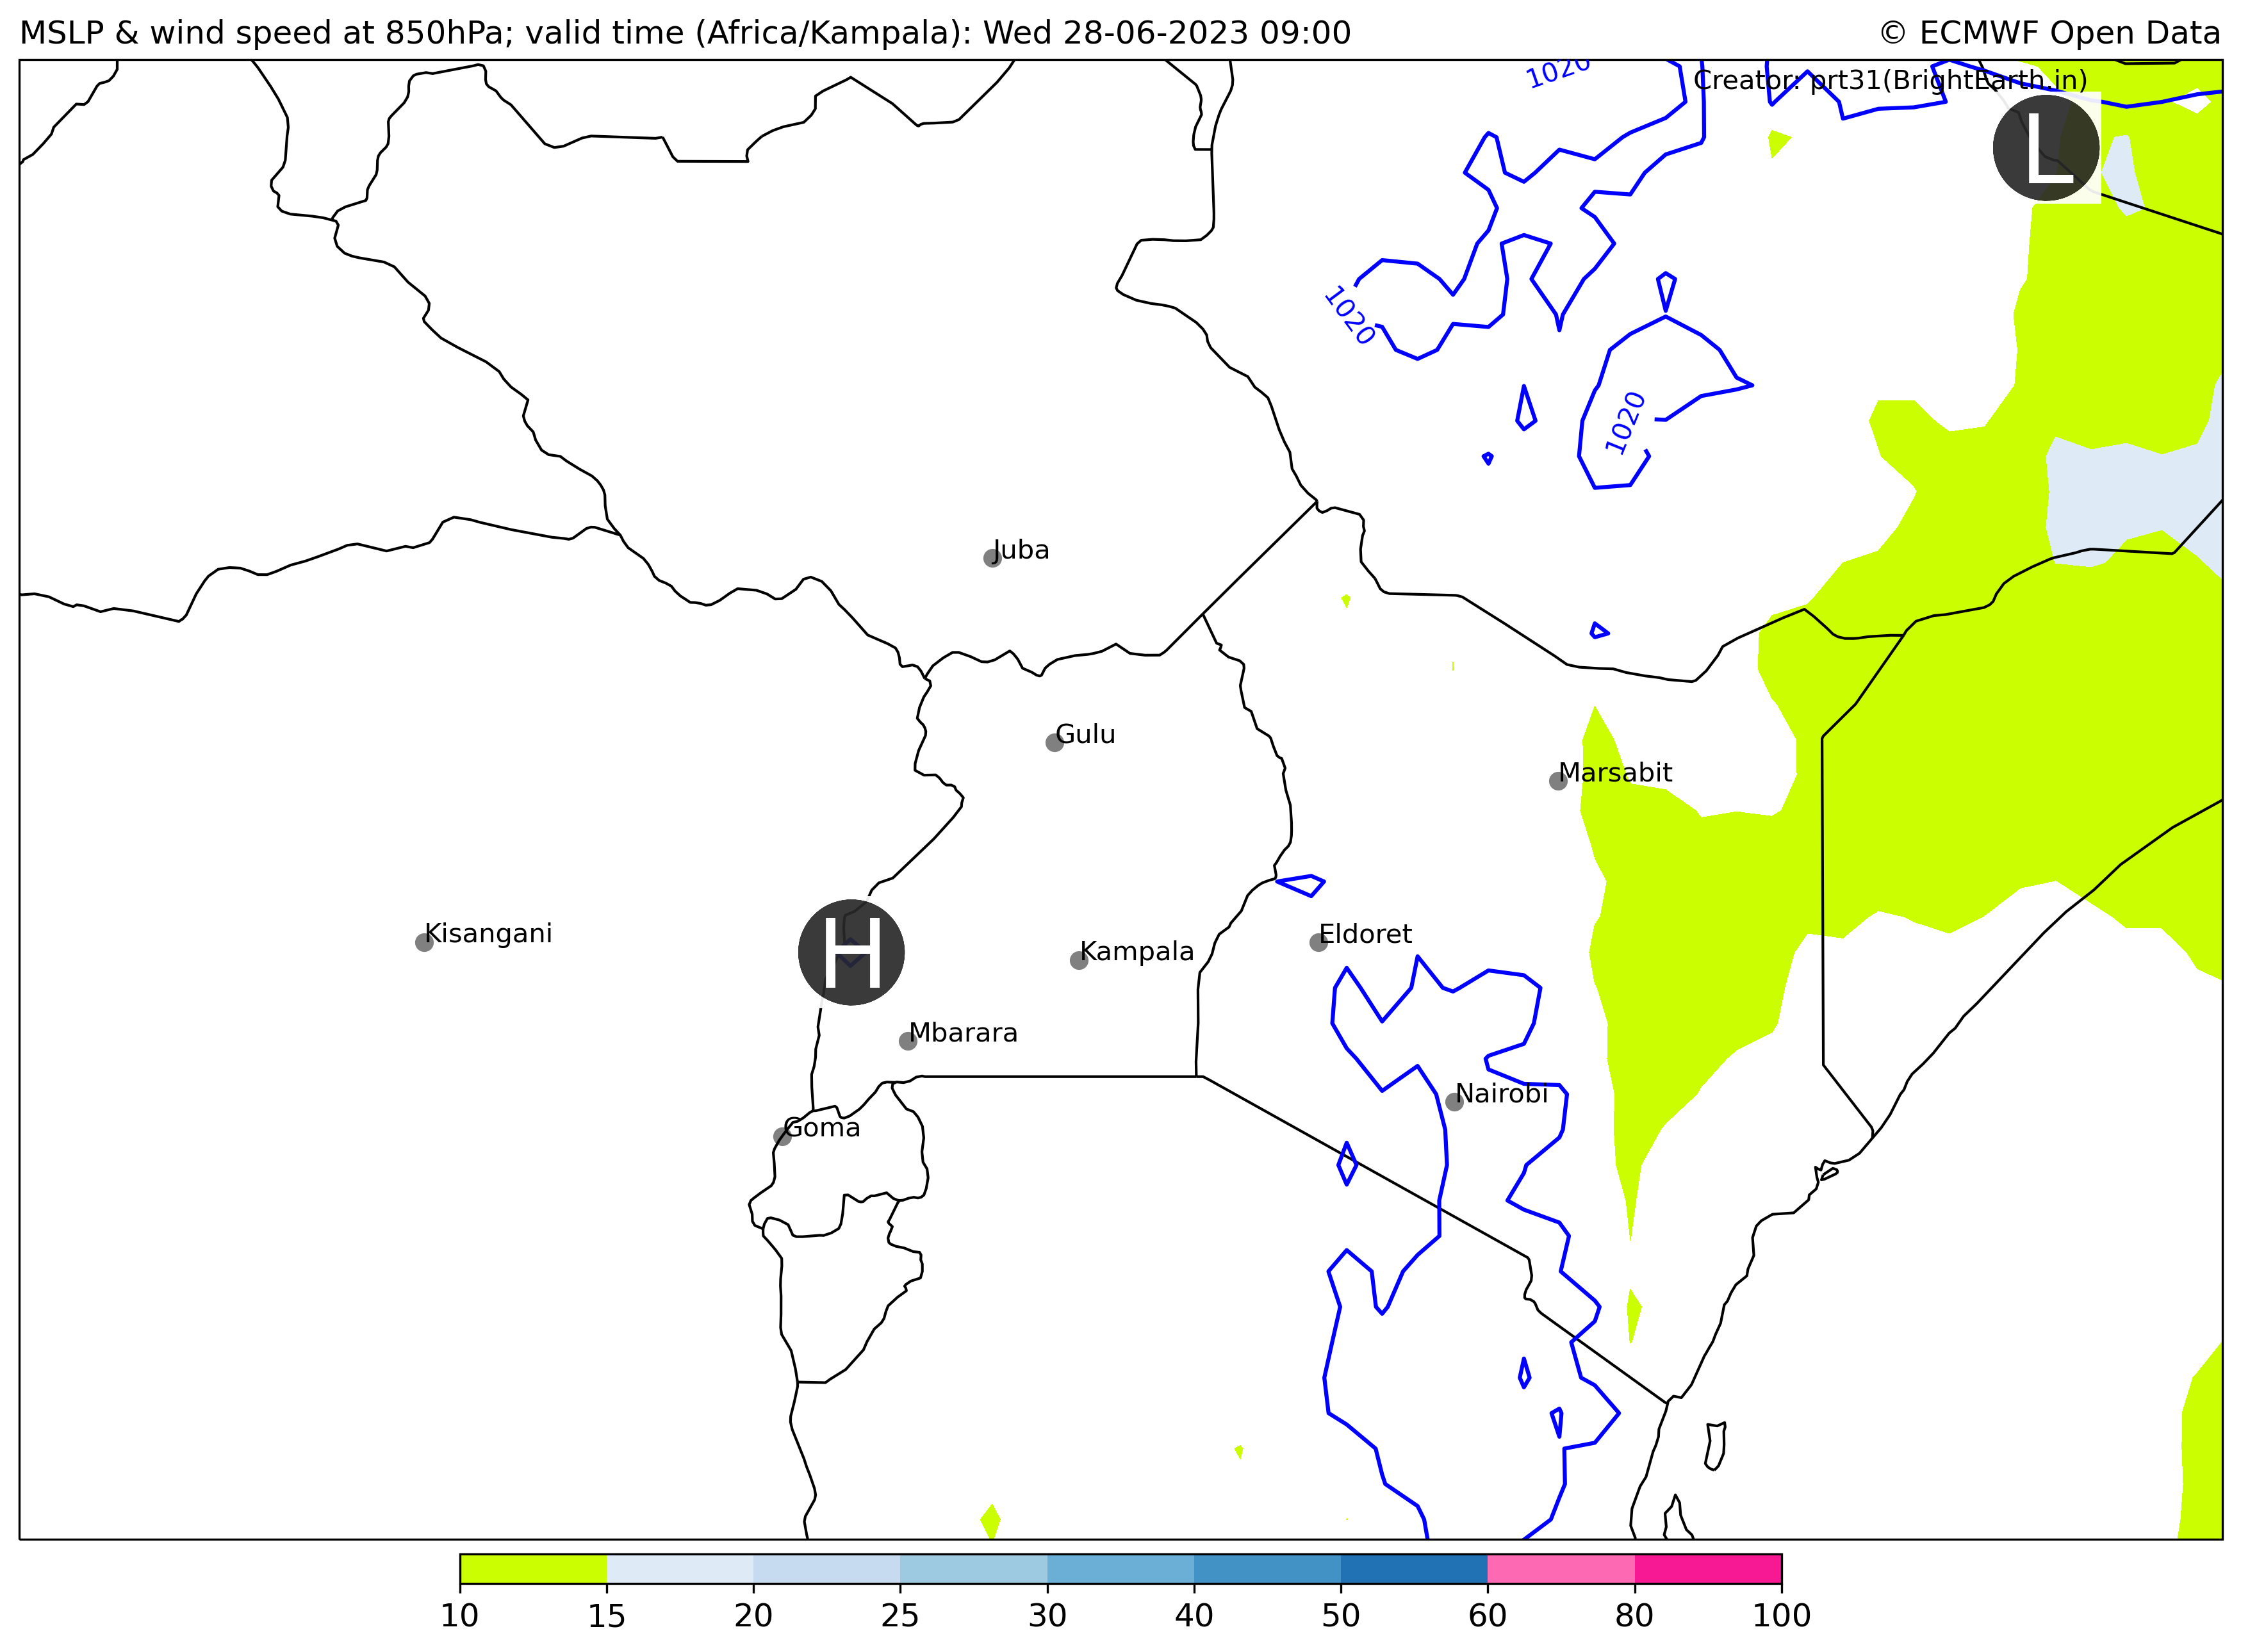 MSLP & wind speed at 850hPa; valid time (Africa/Kampala): Wed 28-06-2023 09:00
© ECMWF Open Data
1020
Creator: prt31(BrightEarth.in)
L
1020
1020
Juba
Gulu
Marsabit
Kisangani
H
Eldoret
Kampala
Mbarara
Nairobi
Goma
10 15 20 25 30 40 50 60 80 100